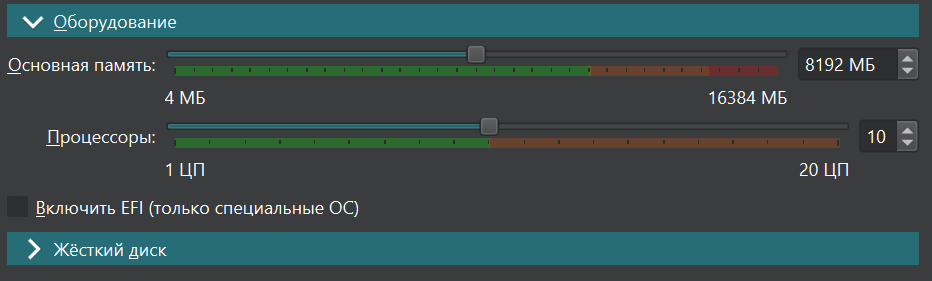 Оборудование
Основная память: 8192 МБ
4 МБ 16384 МБ
Процессоры: 10
1 ЦП 20 ЦП
Включить EFI (только специальные ОС)
Жёсткий диск